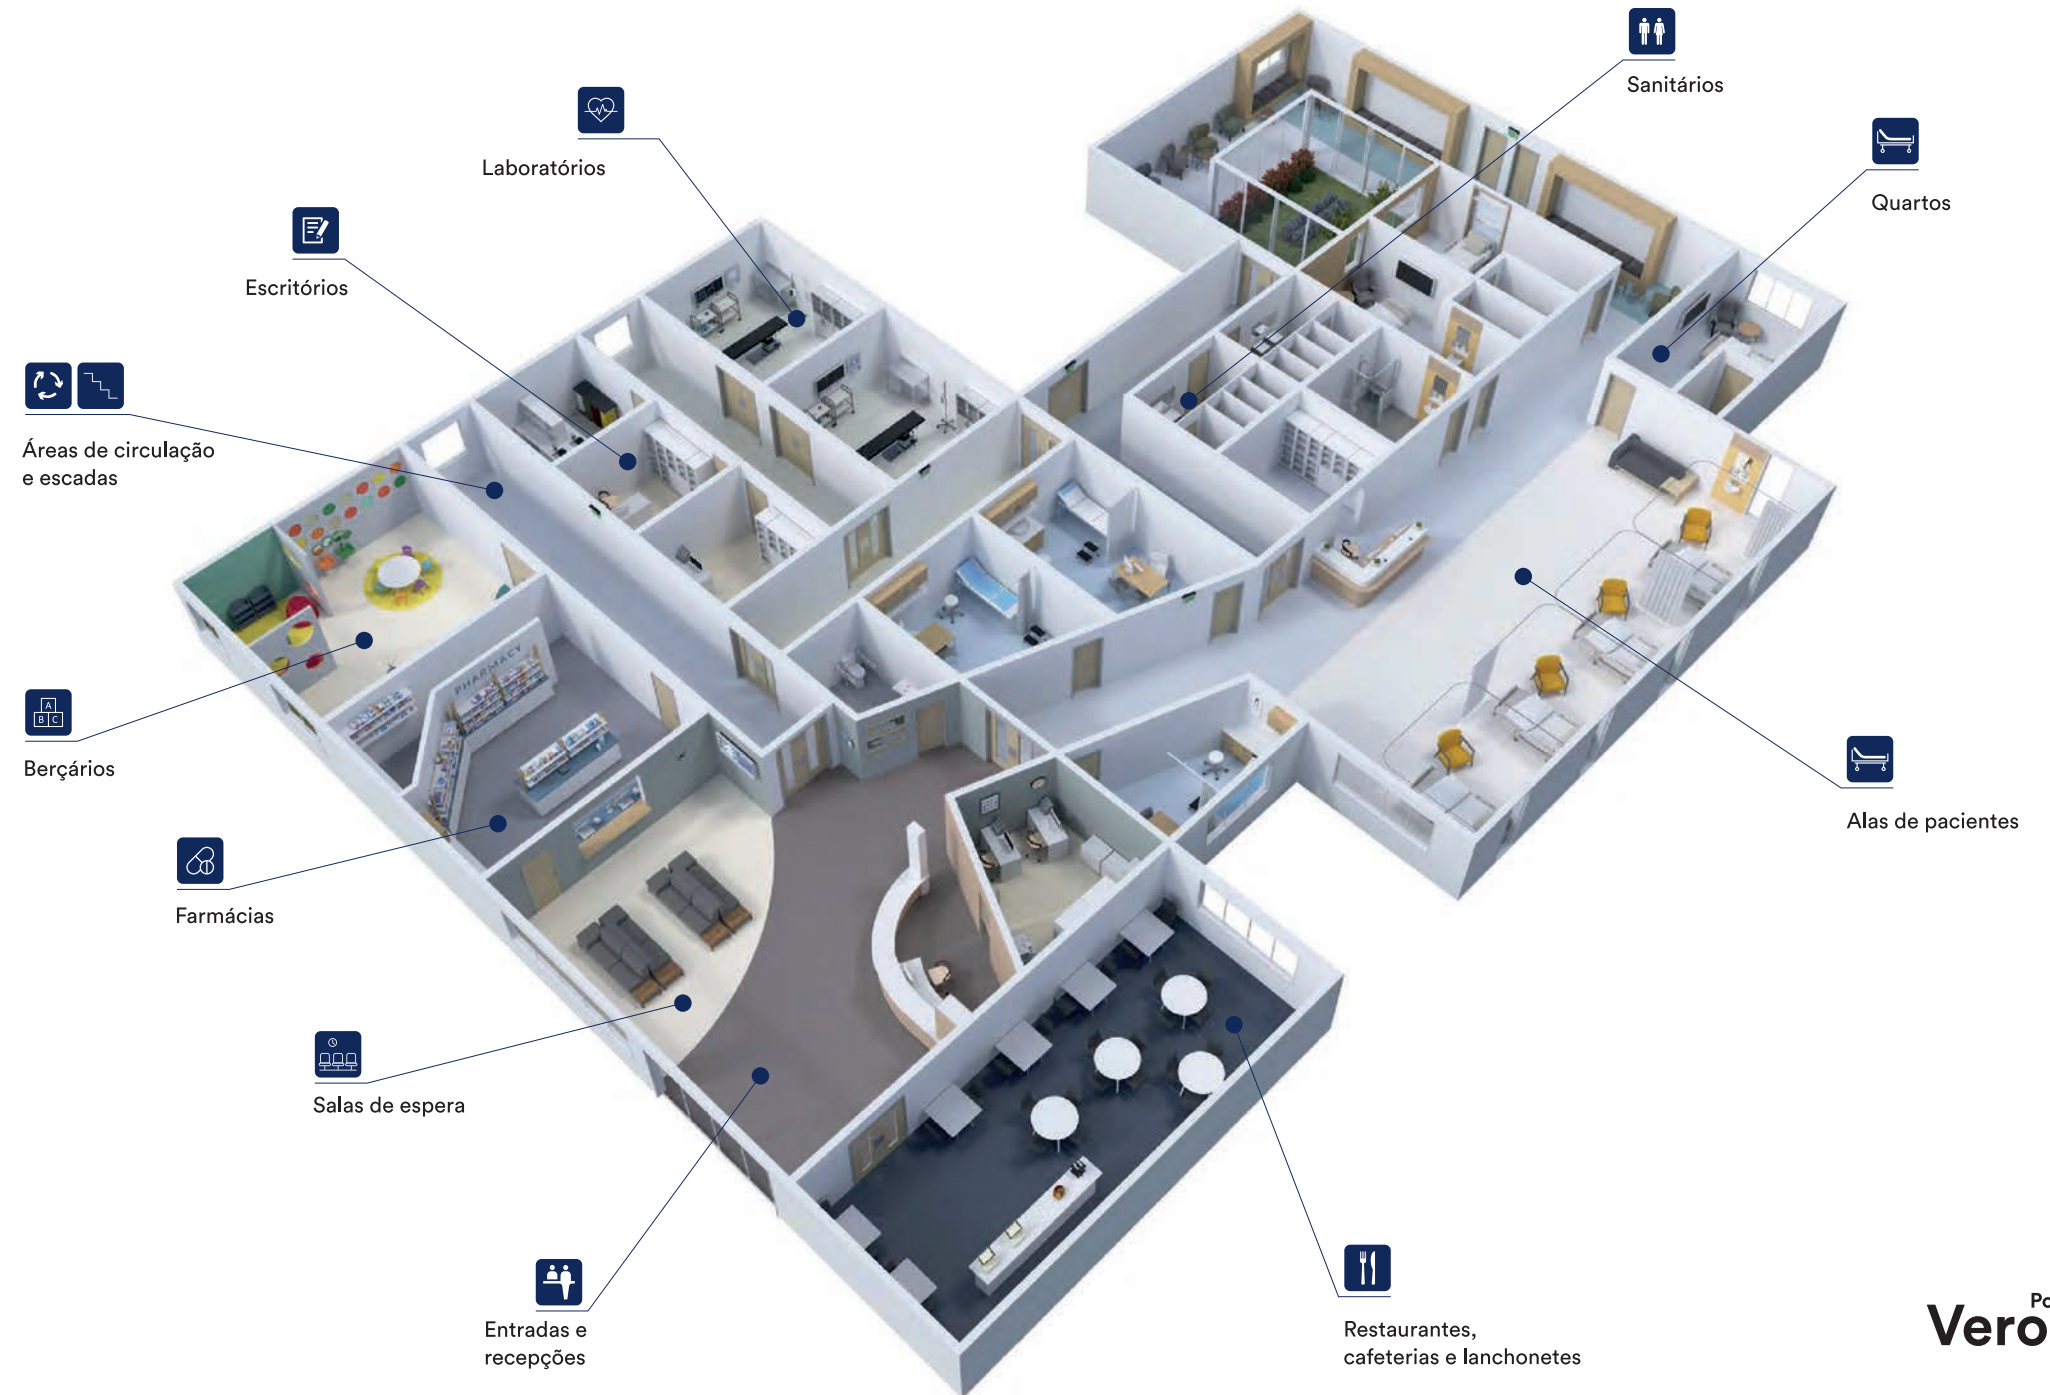 Sanitários
Laboratórios
Quartos
Escritórios
Áreas de circulação
e escadas
PHARMACY
A
B C
Berçários
Alas de pacientes
Farmácias
Salas de espera
Entradas e
recepções
Restaurantes,
cafeterias e lanchonetes